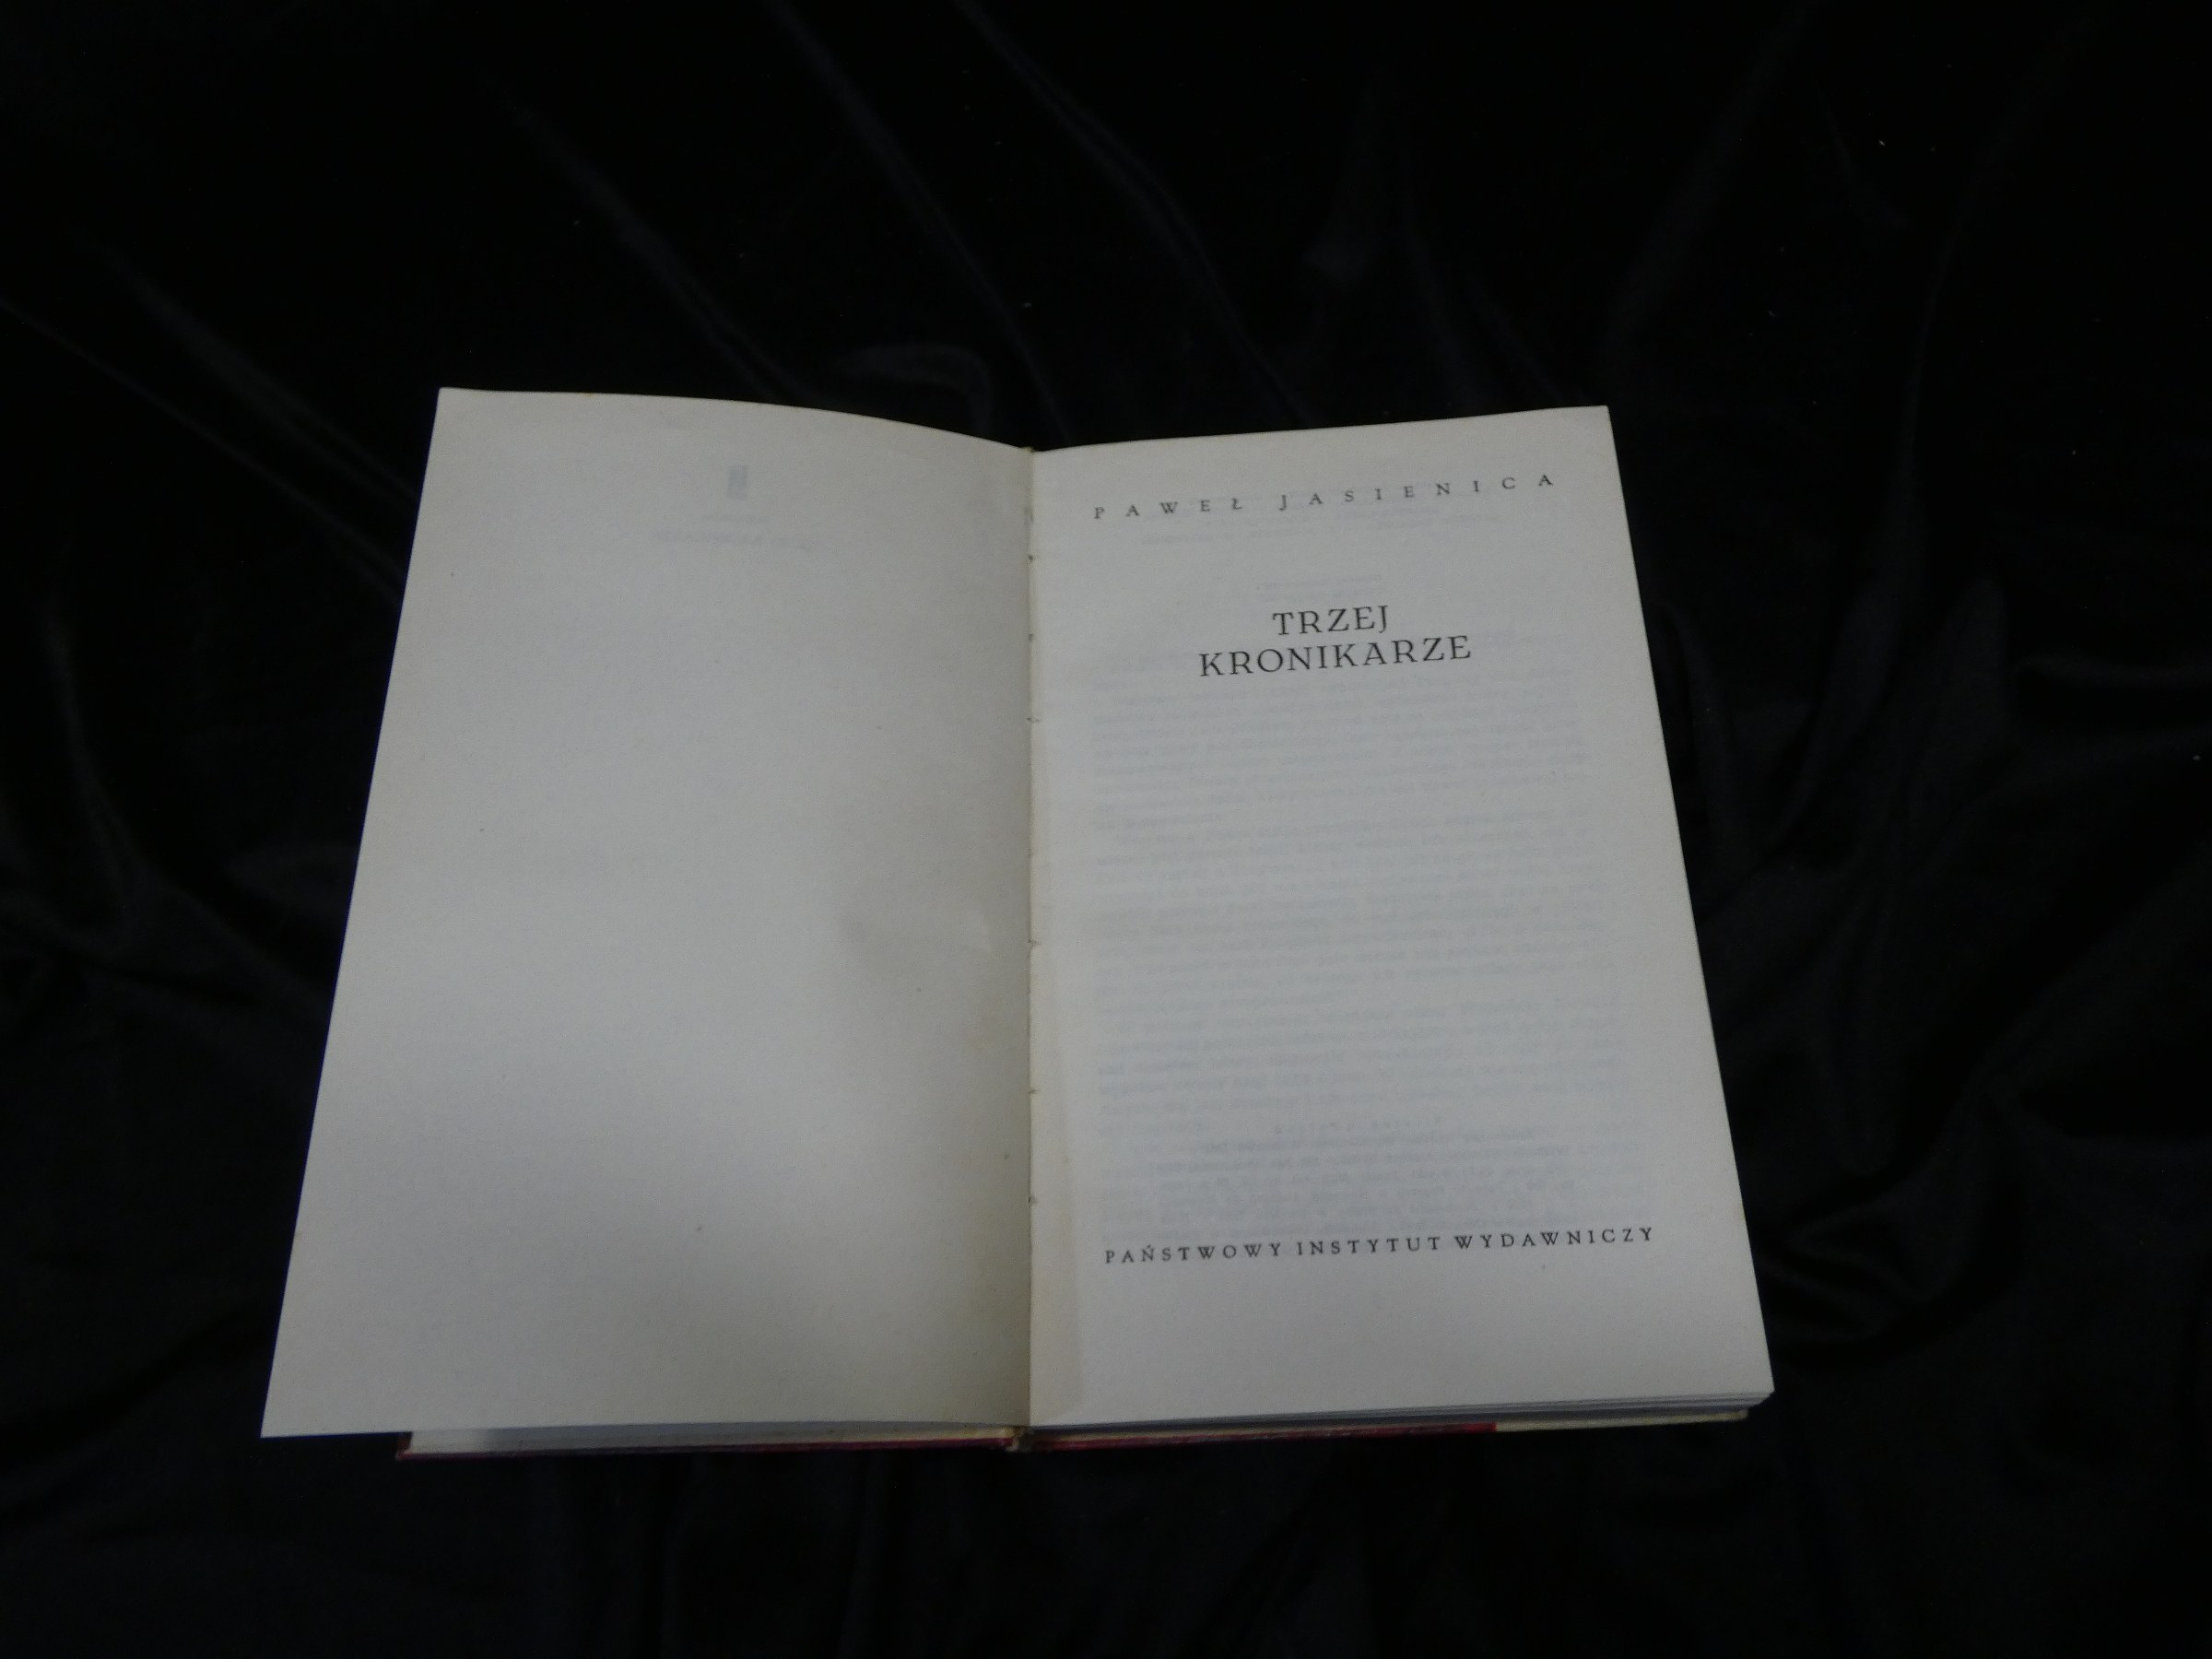 PAWEŁ JASIENICA
TRZEJ
KRONIKARZE
PAŃSTWOWY INSTYTUT WYDAWNICZY